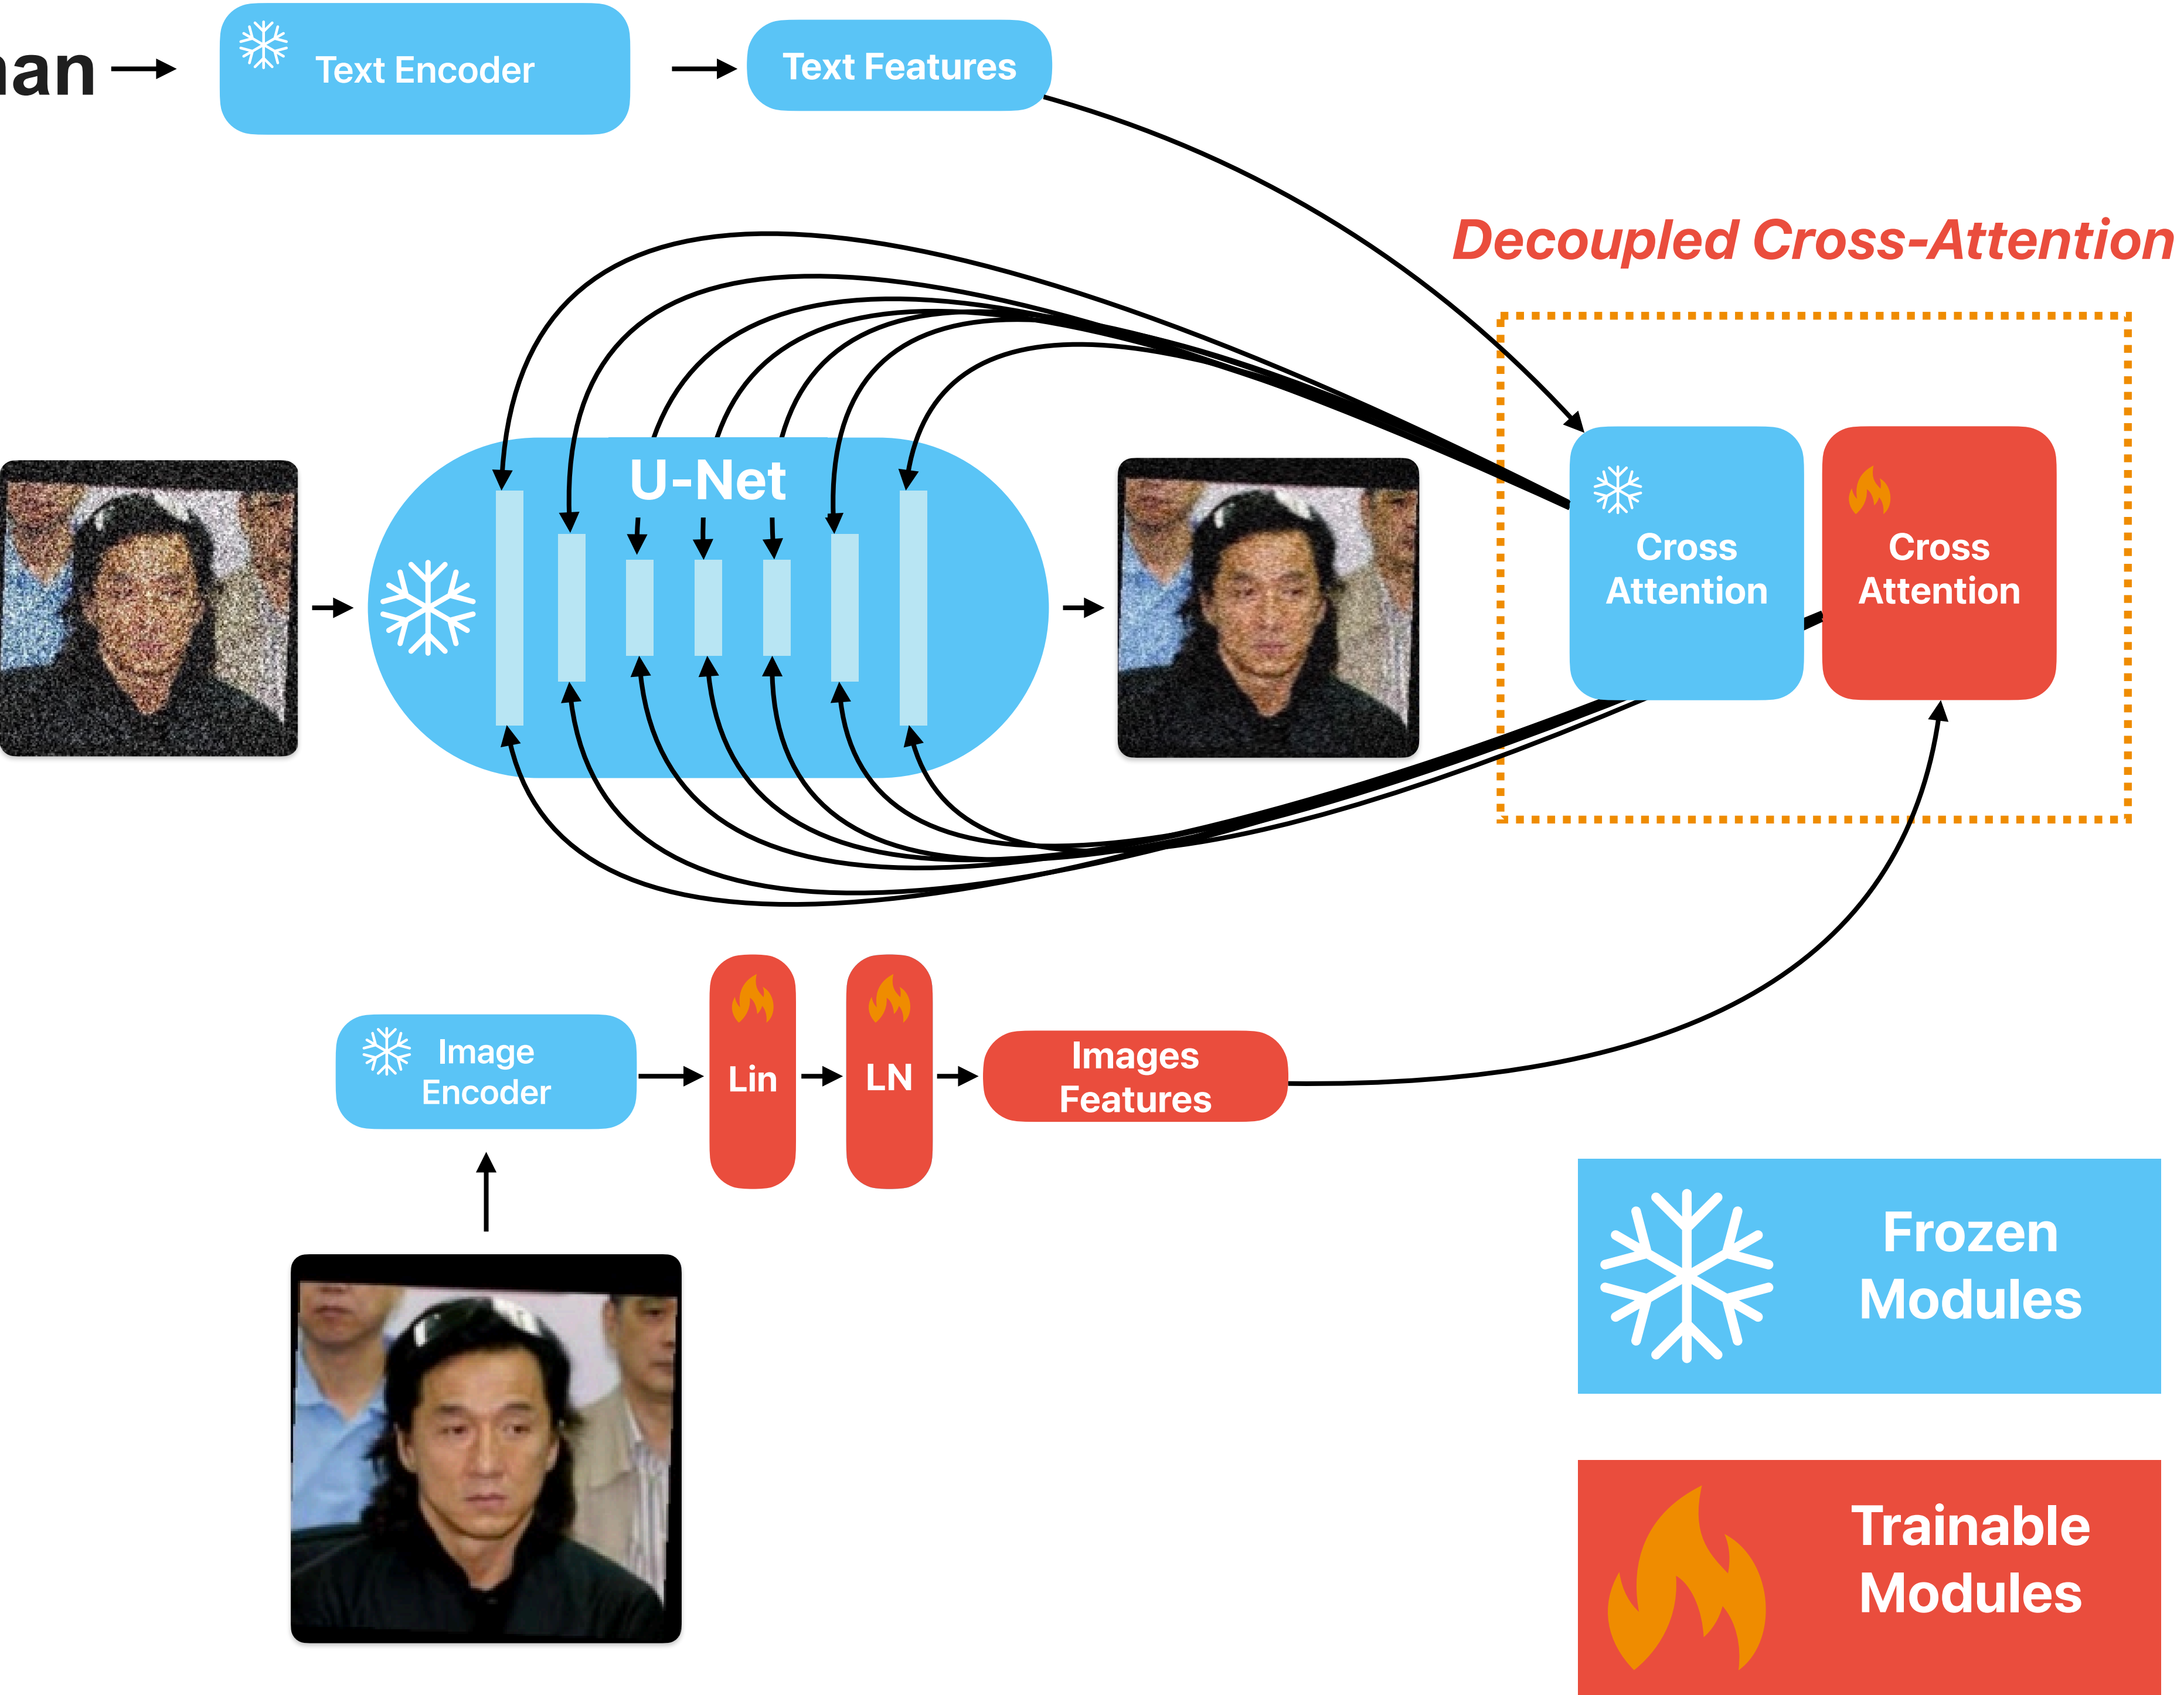 Text Encoder
Text Features
Decoupled Cross-Attention
U-Net
Cross
Attention
Cross
Attention
Image
Encoder
Lin
LN
Images
Features
Frozen
Modules
Trainable
Modules